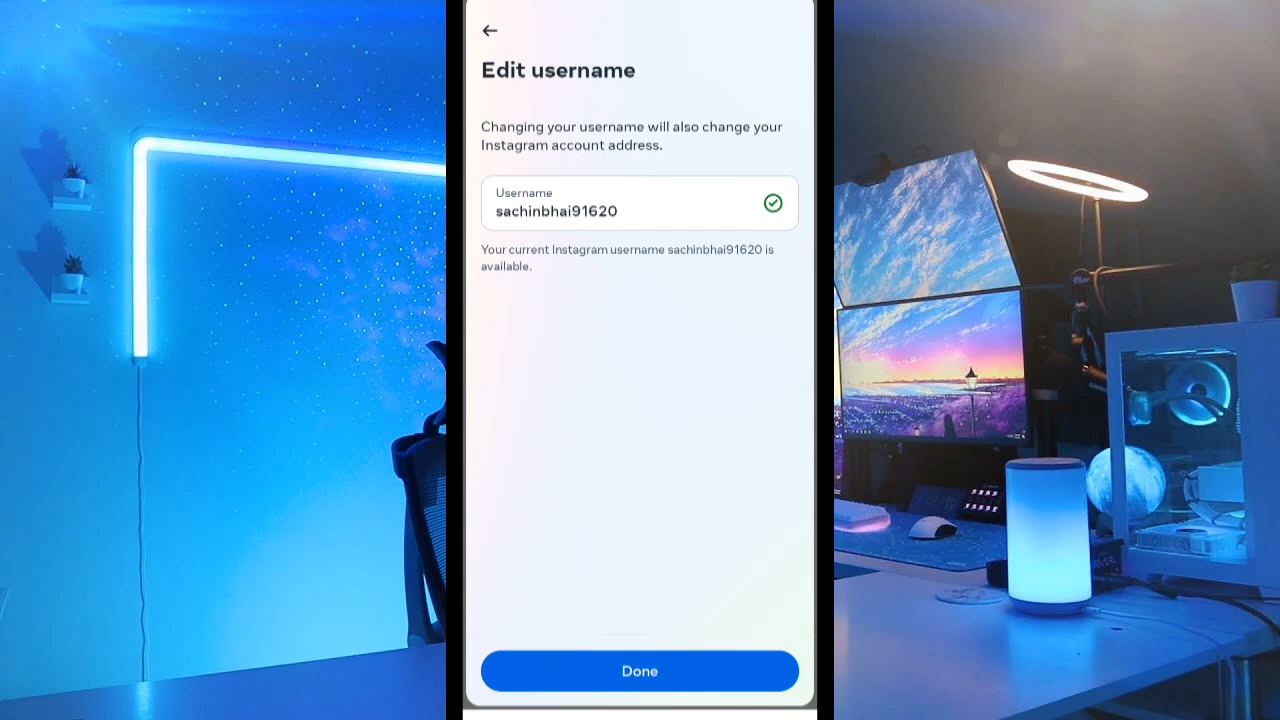 Edit username
Changing your username will also change your
Instagram account address.
Username
sachinbhai91620
Your current Instagram username sachinbhai91620 is
available.
Done